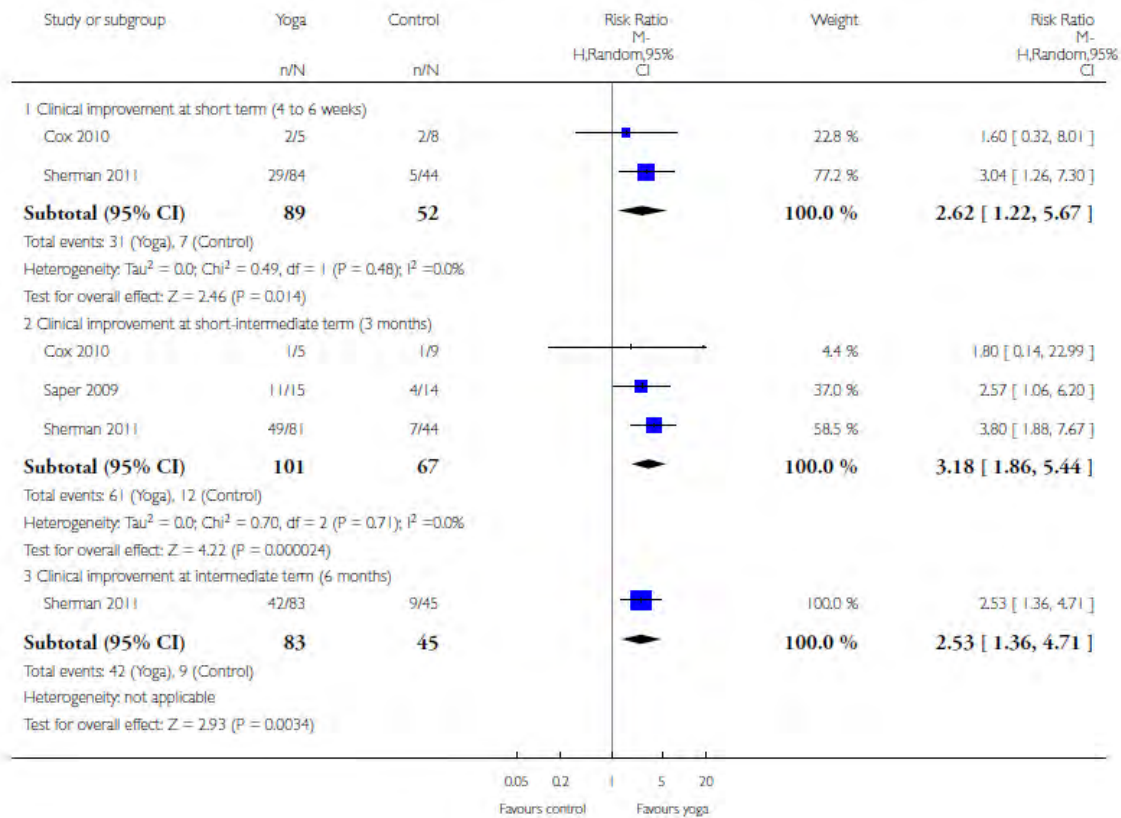 Study or subgroup Yoga Control Risk Ratio Weight Risk Ratio
M- M-
H,Random,95% H,Random,95%
n/N n/N CI CI
1 Clinical improvement at short term (4 to 6 weeks)
Cox 2010 2/5 2/8 22.8 % 1.60 [ 0.32, 8.01 ]
Sherman 2011 29/84 5/44 77.2 % 3.04 [ 1.26, 7.30 ]
Subtotal (95% CI) 89 52 100.0 % 2.62 [ 1.22, 5.67 ]
Total events: 31 (Yoga), 7 (Control)
Heterogeneity: Tau² = 0.0; Chi² = 0.49, df = 1 (P = 0.48); I² =0.0%
Test for overall effect: Z = 2.46 (P = 0.014)
2 Clinical improvement at short-intermediate term (3 months)
Cox 2010 1/5 1/9 4.4 % 1.80 [ 0.14, 22.99 ]
Saper 2009 11/15 4/14 37.0 % 2.57 [ 1.06, 6.20 ]
Sherman 2011 49/81 7/44 58.5 % 3.80 [ 1.88, 7.67 ]
Subtotal (95% CI) 101 67 100.0 % 3.18 [ 1.86, 5.44 ]
Total events: 61 (Yoga), 12 (Control)
Heterogeneity: Tau² = 0.0; Chi² = 0.70, df = 2 (P = 0.71); I² =0.0%
Test for overall effect: Z = 4.22 (P = 0.000024)
3 Clinical improvement at intermediate term (6 months)
Sherman 2011 42/83 9/45 100.0 % 2.53 [ 1.36, 4.71 ]
Subtotal (95% CI) 83 45 100.0 % 2.53 [ 1.36, 4.71 ]
Total events: 42 (Yoga), 9 (Control)
Heterogeneity: not applicable
Test for overall effect: Z = 2.93 (P = 0.0034)
0.05 0.2 1 5 20
Favours control Favours yoga